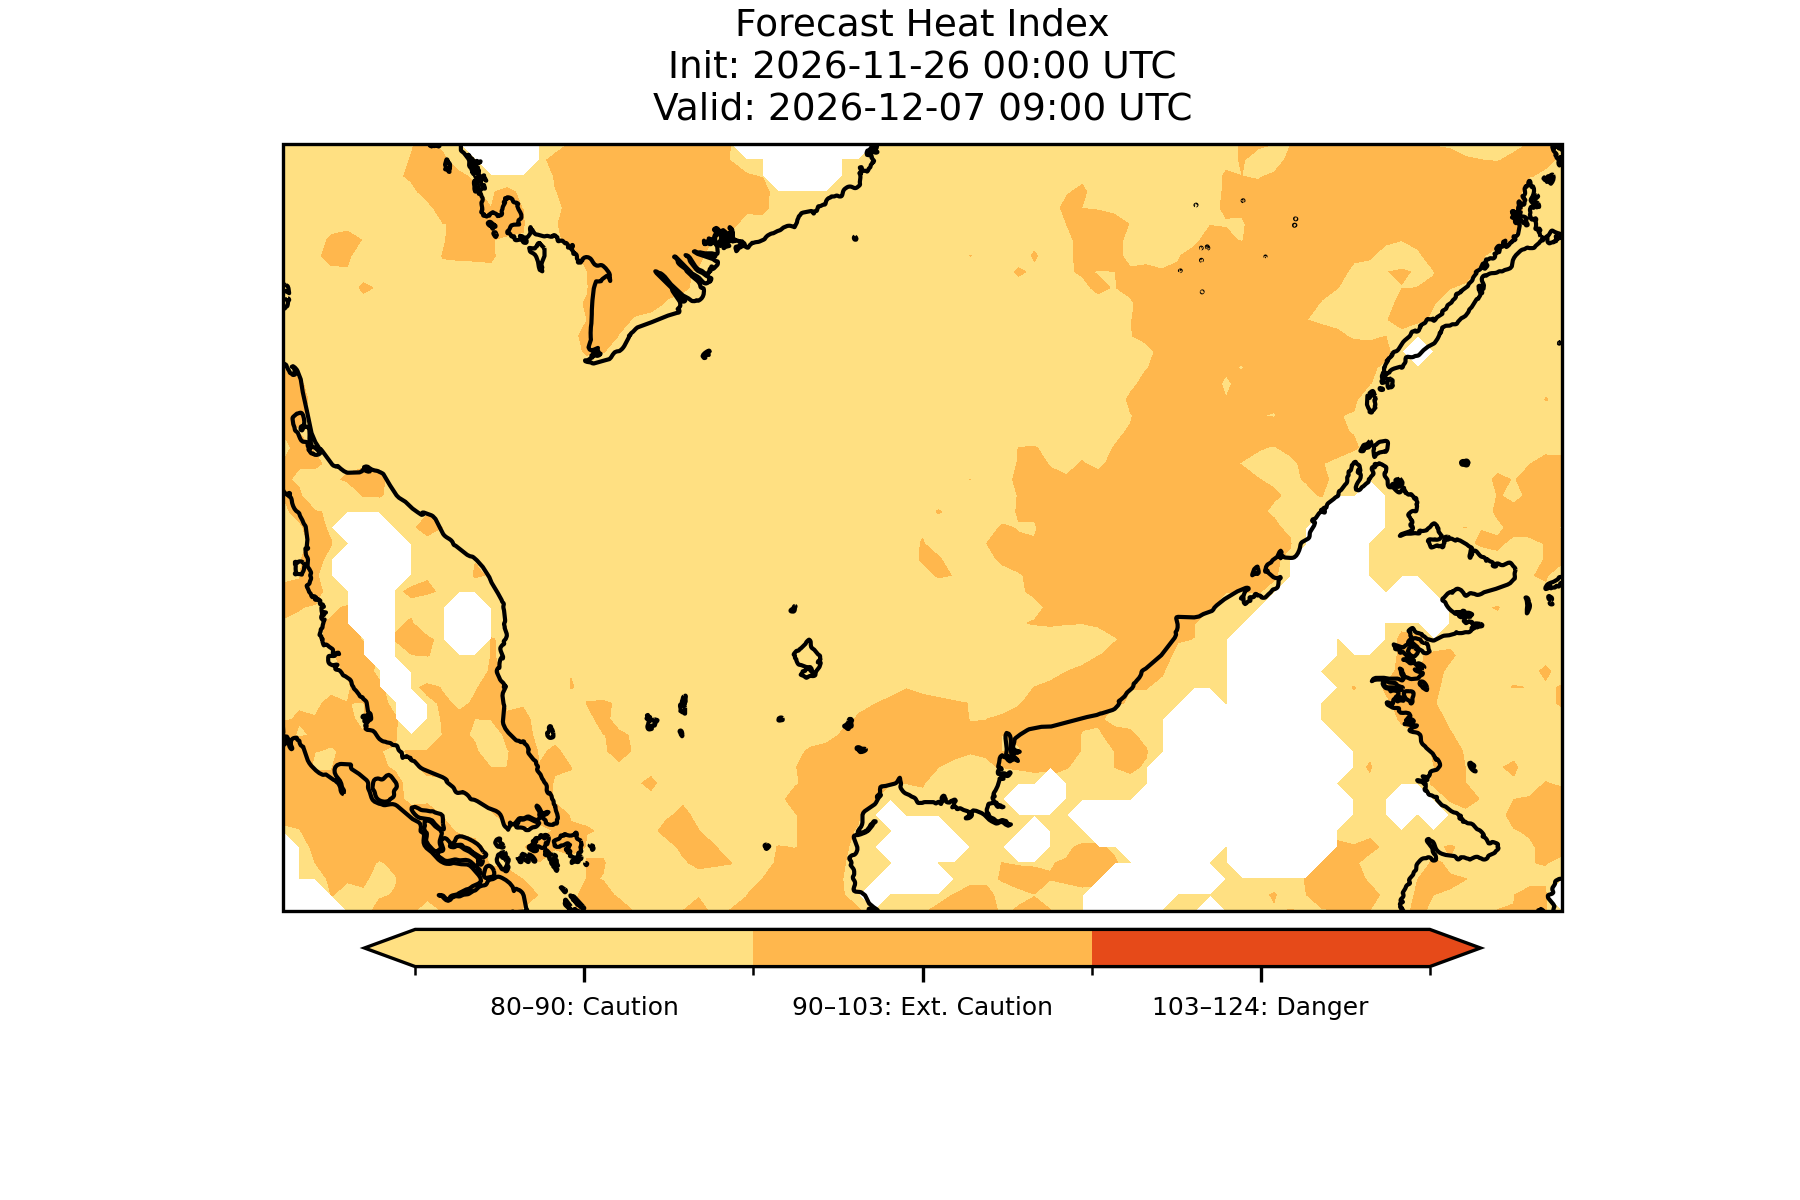 Forecast Heat Index
Init: 2026-11-26 00:00 UTC
Valid: 2026-12-07 09:00 UTC
80–90: Caution
90–103: Ext. Caution
103–124: Danger